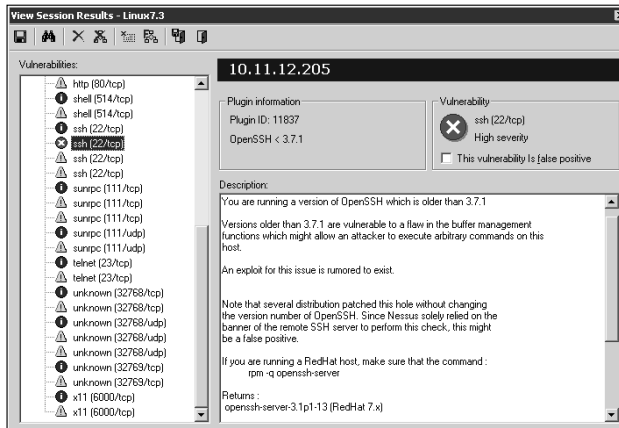 View Session Results - Linux7.3
Vulnerabilities:
http (80/tcp)
shell (514/tcp)
shell (514/tcp)
ssh (22/tcp)
ssh (22/tcp)
ssh (22/tcp)
ssh (22/tcp)
sunrpc (111/tcp)
sunrpc (111/tcp)
sunrpc (111/tcp)
sunrpc (111/udp)
sunrpc (111/udp)
telnet (23/tcp)
telnet (23/tcp)
unknown (32768/tcp)
unknown (32768/tcp)
unknown (32768/udp)
unknown (32768/udp)
unknown (32768/udp)
unknown (32769/tcp)
unknown (32769/tcp)
x11 (6000/tcp)
x11 (6000/tcp)
10.11.12.205
Plugin information
Plugin ID: 11837
OpenSSH < 3.7.1
Vulnerability
ssh (22/tcp)
High severity
This vulnerability Is false positive
Description:
You are running a version of OpenSSH which is older than 3.7.1
Versions older than 3.7.1 are vulnerable to a flaw in the buffer management
functions which might allow an attacker to execute arbitrary commands on this
host.
An exploit for this issue is rumored to exist.
Note that several distribution patched this hole without changing
the version number of OpenSSH. Since Nessus solely relied on the
banner of the remote SSH server to perform this check, this might
be a false positive.
If you are running a RedHat host, make sure that the command :
rpm -q openssh-server
Returns :
openssh-server-3.1p1-13 (RedHat 7.x)